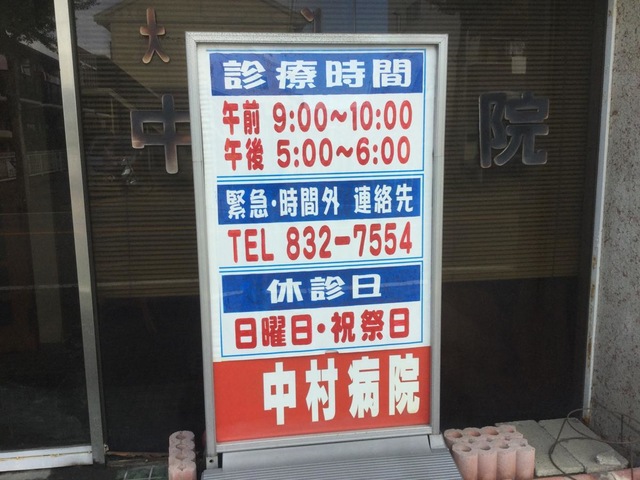 大
中
院
診療時間
午前 9:00～10:00
午後 5:00～6:00
緊急・時間外 連絡先
TEL 832-7554
休診日
日曜日・祝祭日
中村病院